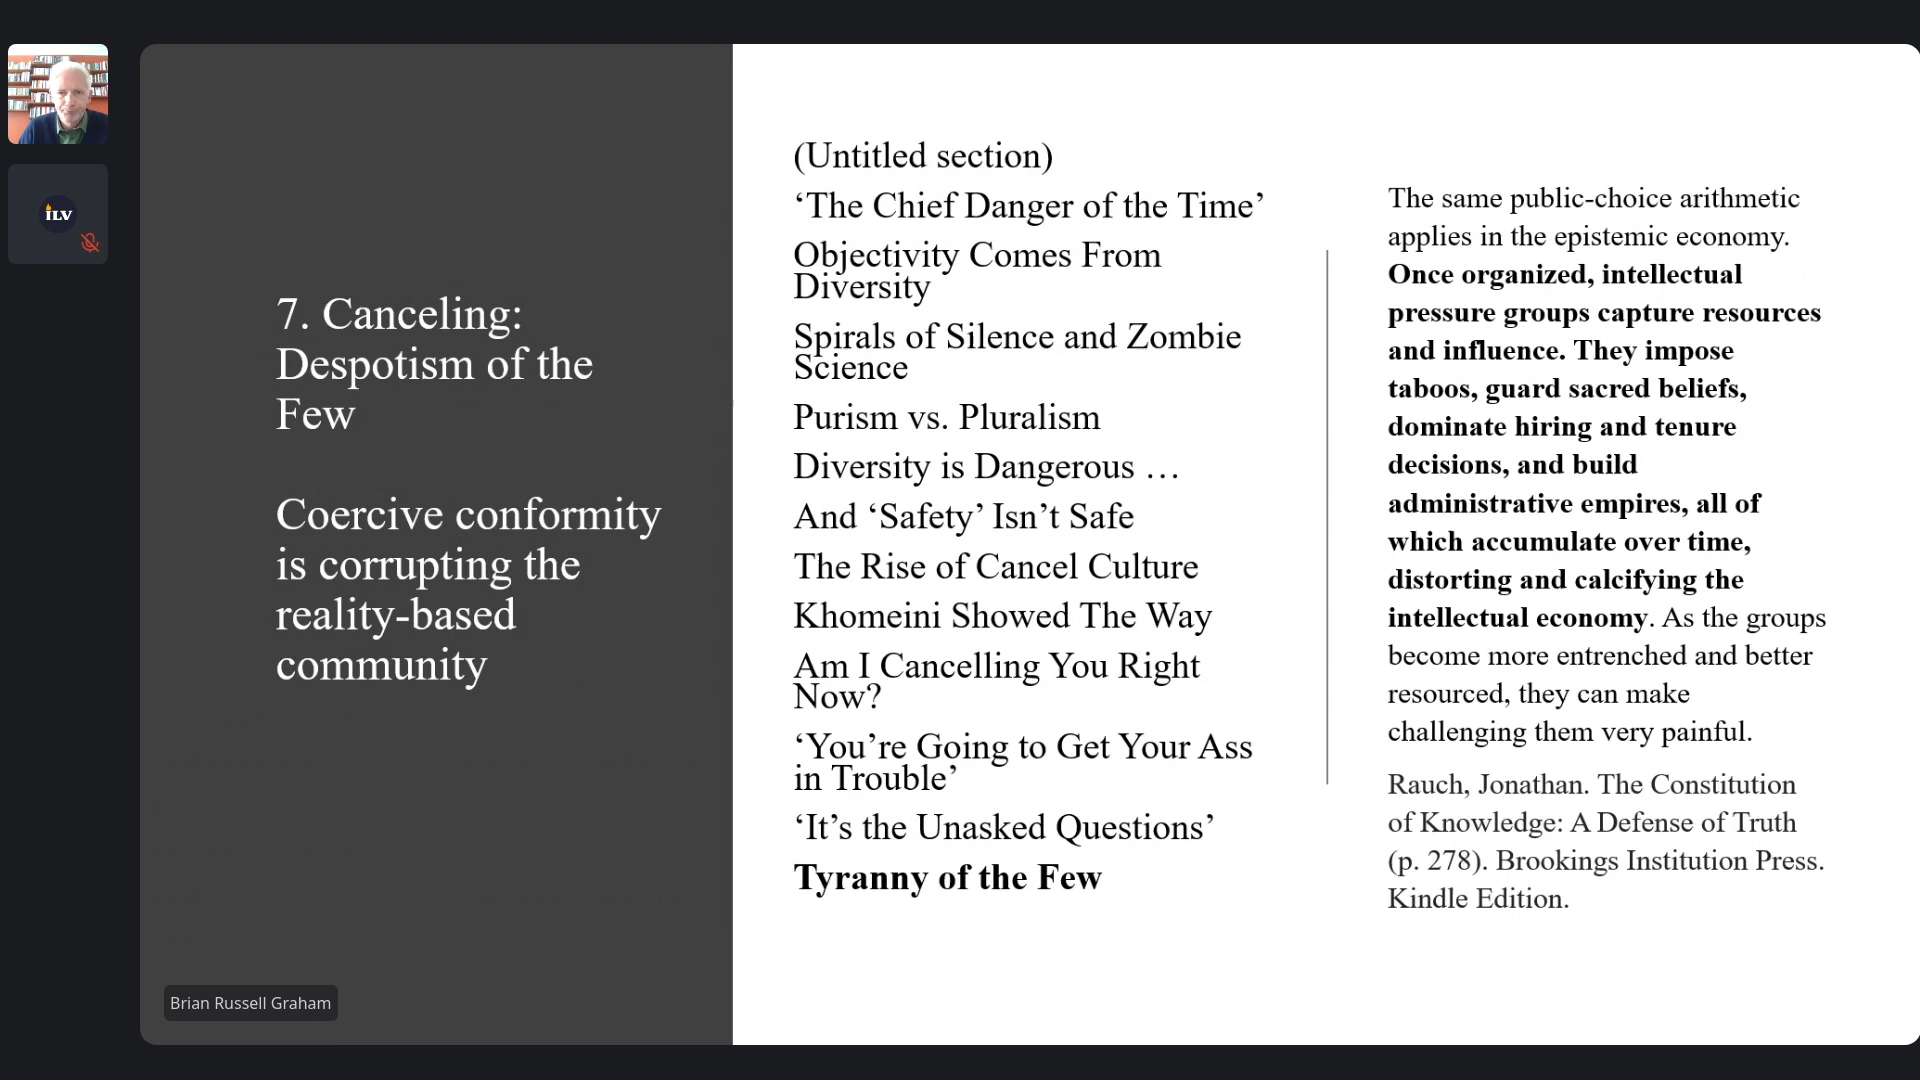 iLV
7. Canceling:
Despotism of the
Few
Coercive conformity
is corrupting the
reality-based
community
Brian Russell Graham
(Untitled section)
‘The Chief Danger of the Time’
Objectivity Comes From
Diversity
Spirals of Silence and Zombie
Science
Purism vs. Pluralism
Diversity is Dangerous …
And ‘Safety’ Isn’t Safe
The Rise of Cancel Culture
Khomeini Showed The Way
Am I Cancelling You Right
Now?
‘You’re Going to Get Your Ass
in Trouble’
‘It’s the Unasked Questions’
Tyranny of the Few
The same public-choice arithmetic
applies in the epistemic economy.
Once organized, intellectual
pressure groups capture resources
and influence. They impose
taboos, guard sacred beliefs,
dominate hiring and tenure
decisions, and build
administrative empires, all of
which accumulate over time,
distorting and calcifying the
intellectual economy. As the groups
become more entrenched and better
resourced, they can make
challenging them very painful.
Rauch, Jonathan. The Constitution
of Knowledge: A Defense of Truth
(p. 278). Brookings Institution Press.
Kindle Edition.